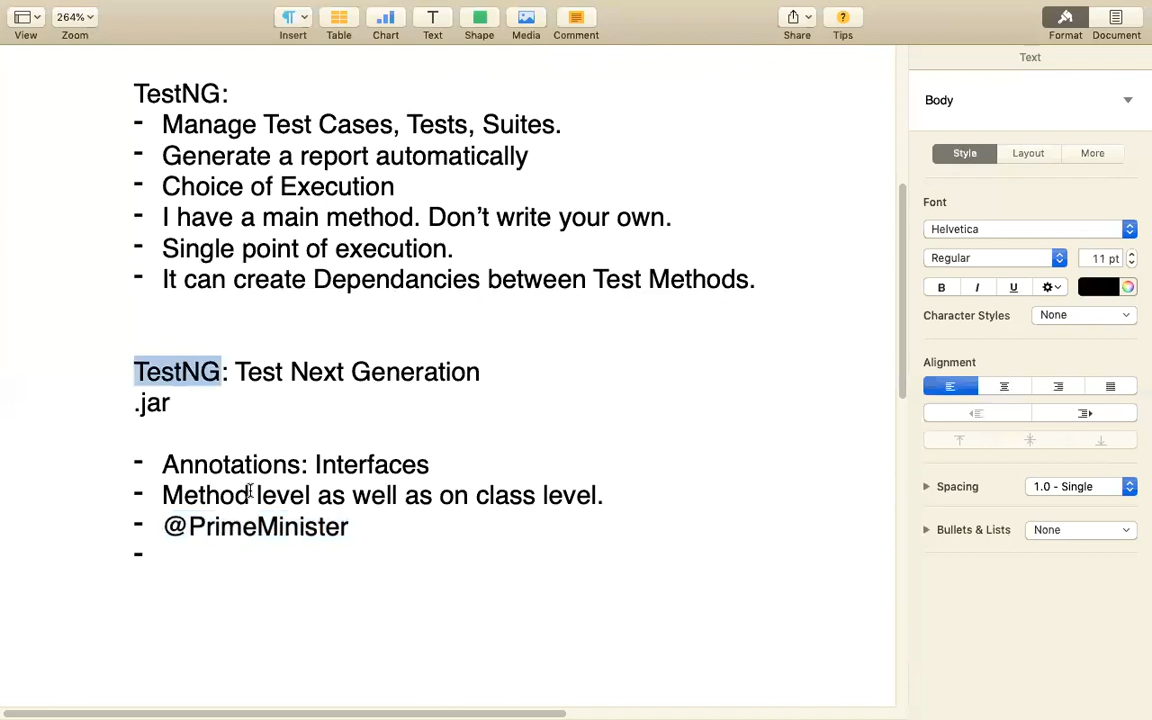 264%
View
Zoom
Insert
Table
Chart
Text
Shape
Media
Comment
Share
Tips
Format
Document
TestNG:
- Manage Test Cases, Tests, Suites.
- Generate a report automatically
- Choice of Execution
- I have a main method. Don’t write your own.
- Single point of execution.
- It can create Dependancies between Test Methods.
TestNG: Test Next Generation
.jar
- Annotations: Interfaces
- Method level as well as on class level.
- @PrimeMinister
-
Text
Body
Style
Layout
More
Font
Helvetica
Regular
11 pt
B I U
Character Styles
None
Alignment
Spacing
1.0 - Single
Bullets & Lists
None